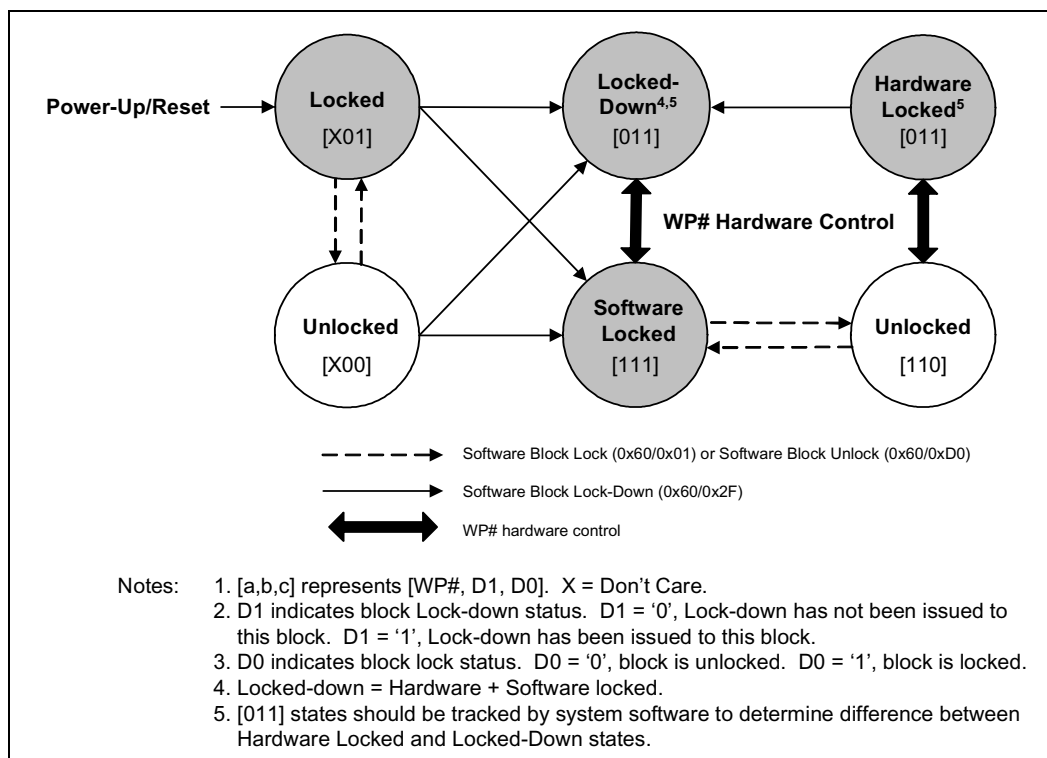 Power-Up/Reset
Locked
[X01]
Locked-
Down4,5
[011]
Hardware
Locked5
[011]
WP# Hardware Control
Unlocked
[X00]
Software
Locked
[111]
Unlocked
[110]
Software Block Lock (0x60/0x01) or Software Block Unlock (0x60/0xD0)
Software Block Lock-Down (0x60/0x2F)
WP# hardware control
Notes: 1. [a,b,c] represents [WP#, D1, D0]. X = Don’t Care.
2. D1 indicates block Lock-down status. D1 = ‘0’, Lock-down has not been issued to
this block. D1 = ‘1’, Lock-down has been issued to this block.
3. D0 indicates block lock status. D0 = ‘0’, block is unlocked. D0 = ‘1’, block is locked.
4. Locked-down = Hardware + Software locked.
5. [011] states should be tracked by system software to determine difference between
Hardware Locked and Locked-Down states.